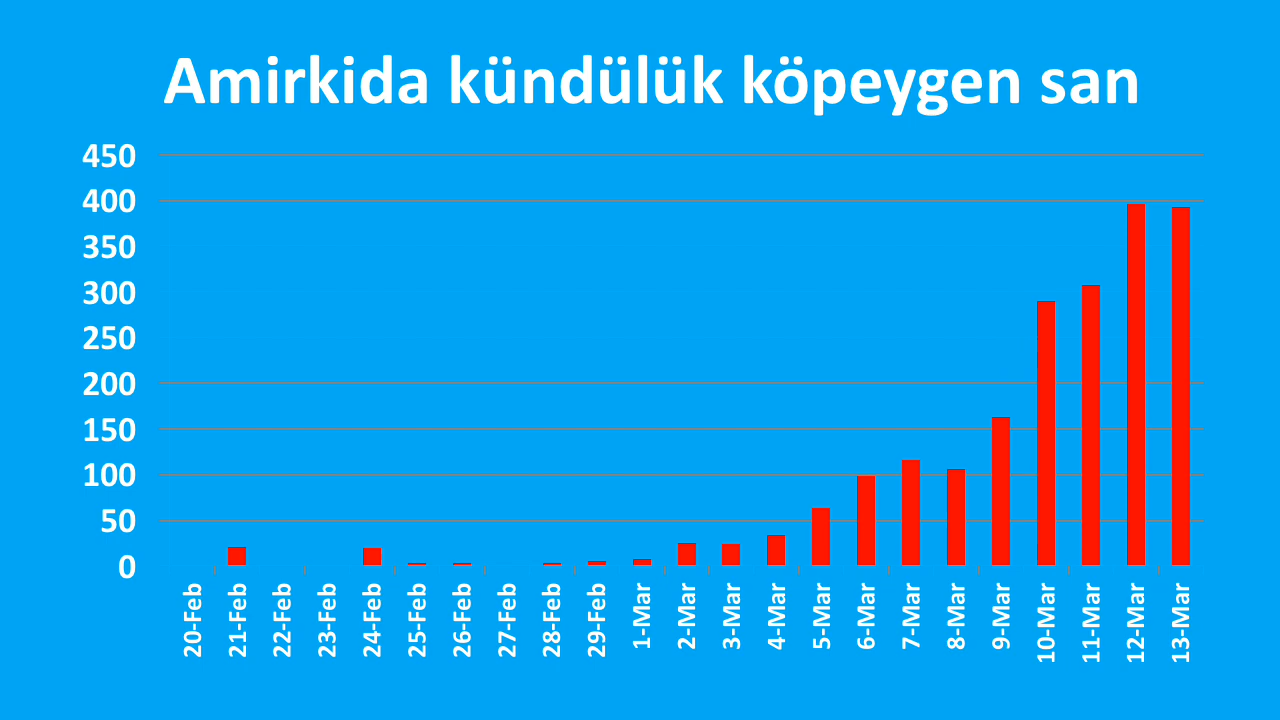 Amirkida kündülük köpeygen san
450
400
350
300
250
200
150
100
50
0
20-Feb
21-Feb
22-Feb
23-Feb
24-Feb
25-Feb
26-Feb
27-Feb
28-Feb
29-Feb
1-Mar
2-Mar
3-Mar
4-Mar
5-Mar
6-Mar
7-Mar
8-Mar
9-Mar
10-Mar
11-Mar
12-Mar
13-Mar